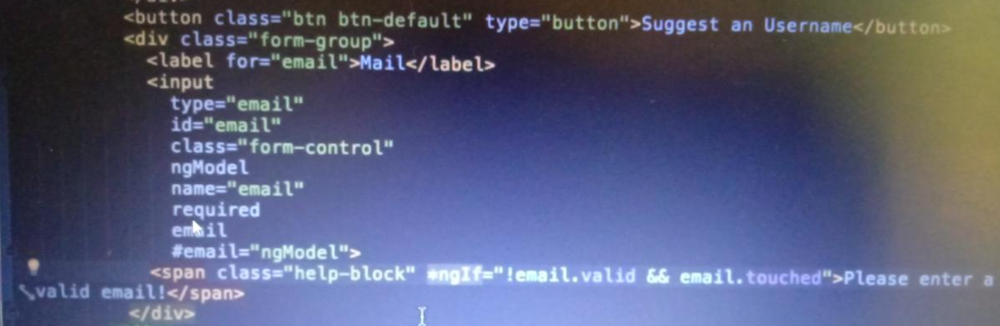 <button class="btn btn-default" type="button">Suggest an Username</button>
<div class="form-group">
<label for="email">Mail</label>
<input
type="email"
id="email"
class="form-control"
ngModel
name="email"
required
email
#email="ngModel">
<span class="help-block" *ngIf="!email.valid && email.touched">Please enter a
valid email!</span>
</div>